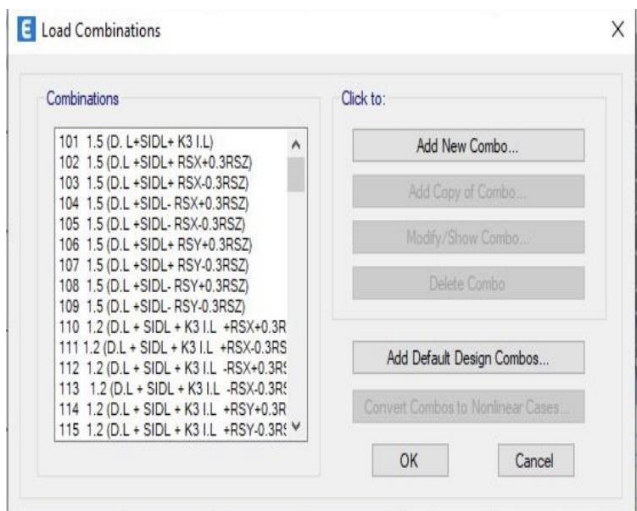 E Load Combinations
Combinations
101 1.5 (D. L+SIDL+ K3 I.L)
102 1.5 (D.L +SIDL+ RSX+0.3RSZ)
103 1.5 (D.L +SIDL+ RSX-0.3RSZ)
104 1.5 (D.L +SIDL- RSX+0.3RSZ)
105 1.5 (D.L +SIDL- RSX-0.3RSZ)
106 1.5 (D.L +SIDL+ RSY+0.3RSZ)
107 1.5 (D.L +SIDL+ RSY-0.3RSZ)
108 1.5 (D.L +SIDL- RSY+0.3RSZ)
109 1.5 (D.L +SIDL- RSY-0.3RSZ)
110 1.2 (D.L + SIDL + K3 I.L +RSX+0.3R
111 1.2 (D.L + SIDL + K3 I.L +RSX-0.3RS
112 1.2 (D.L + SIDL + K3 I.L -RSX+0.3RS
113 1.2 (D.L + SIDL + K3 I.L -RSX-0.3RS
114 1.2 (D.L + SIDL + K3 I.L +RSY+0.3R
115 1.2 (D.L + SIDL + K3 I.L +RSY-0.3RS
Click to:
Add New Combo...
Add Copy of Combo...
Modify/Show Combo...
Delete Combo
Add Default Design Combos...
Convert Combos to Nonlinear Cases...
OK
Cancel